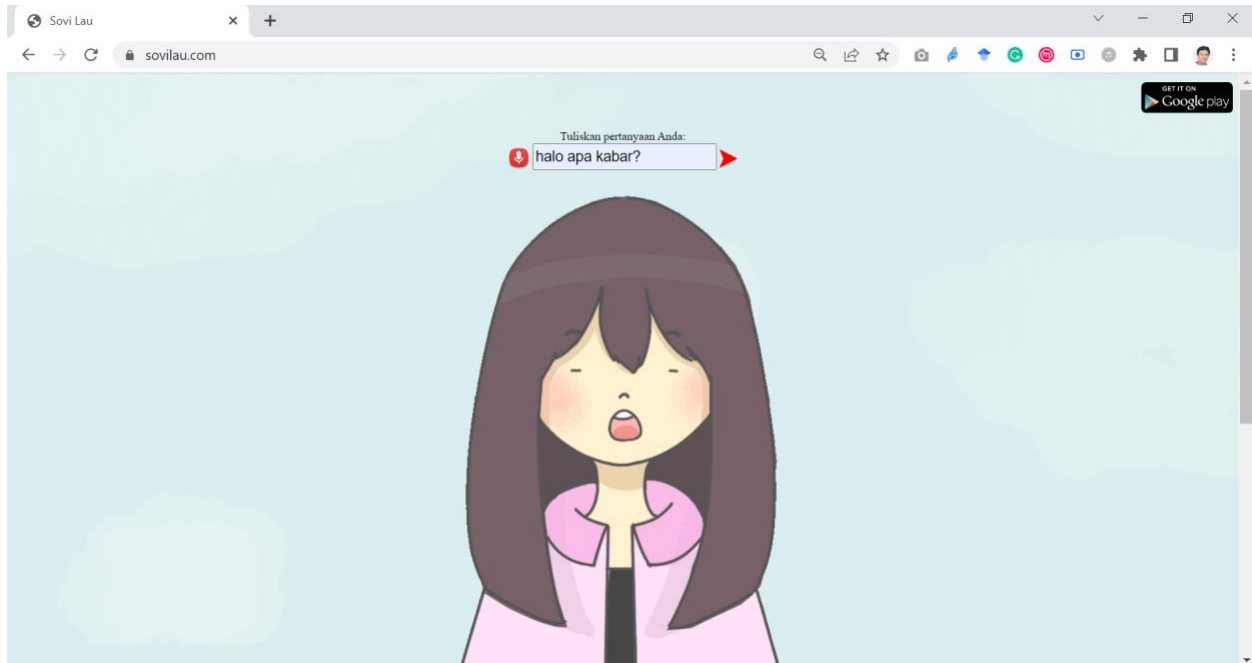 Sovi Lau
sovilau.com
GET IT ON
Google play
Tuliskan pertanyaan Anda:
halo apa kabar?